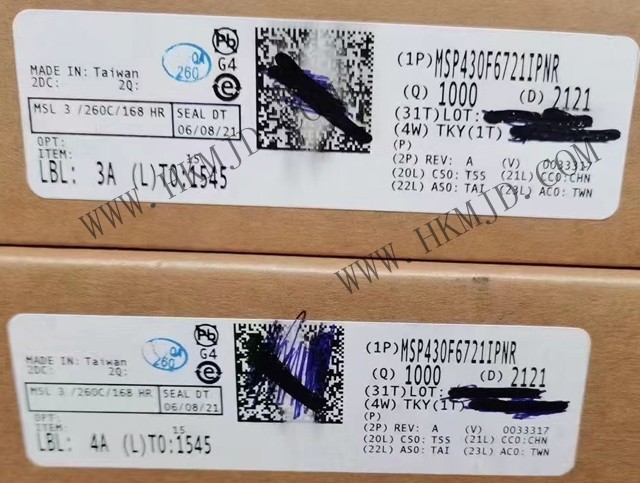 Pb
G4
e
QA
260
MADE IN: Taiwan
2DC: 2Q:
MSL 3 /260C/168 HR
SEAL DT
06/08/21
OPT:
ITEM:
15
LBL: 3A (L)TO:1545
(1P) MSP430F6721IPNR
(Q) 1000 (D) 2121
(31T)LOT:
(4W) TKY(1T)
(P)
(2P) REV: A (V) 0033317
(20L) CSO: TSS (21L) CCO:CHN
(22L) ASO: TAI (23L) ACO: TWN
WWW.HKMJD.COM
WWW.HKMJD.COM
Pb
G4
e
QA
260
MADE IN: Taiwan
2DC: 2Q:
MSL 3 /260C/168 HR
SEAL DT
06/08/21
OPT:
ITEM:
15
LBL: 4A (L)TO:1545
(1P) MSP430F6721IPNR
(Q) 1000 (D) 2121
(31T)LOT:
(4W) TKY(1T)
(P)
(2P) REV: A (V) 0033317
(20L) CSO: TSS (21L) CCO:CHN
(22L) ASO: TAI (23L) ACO: TWN